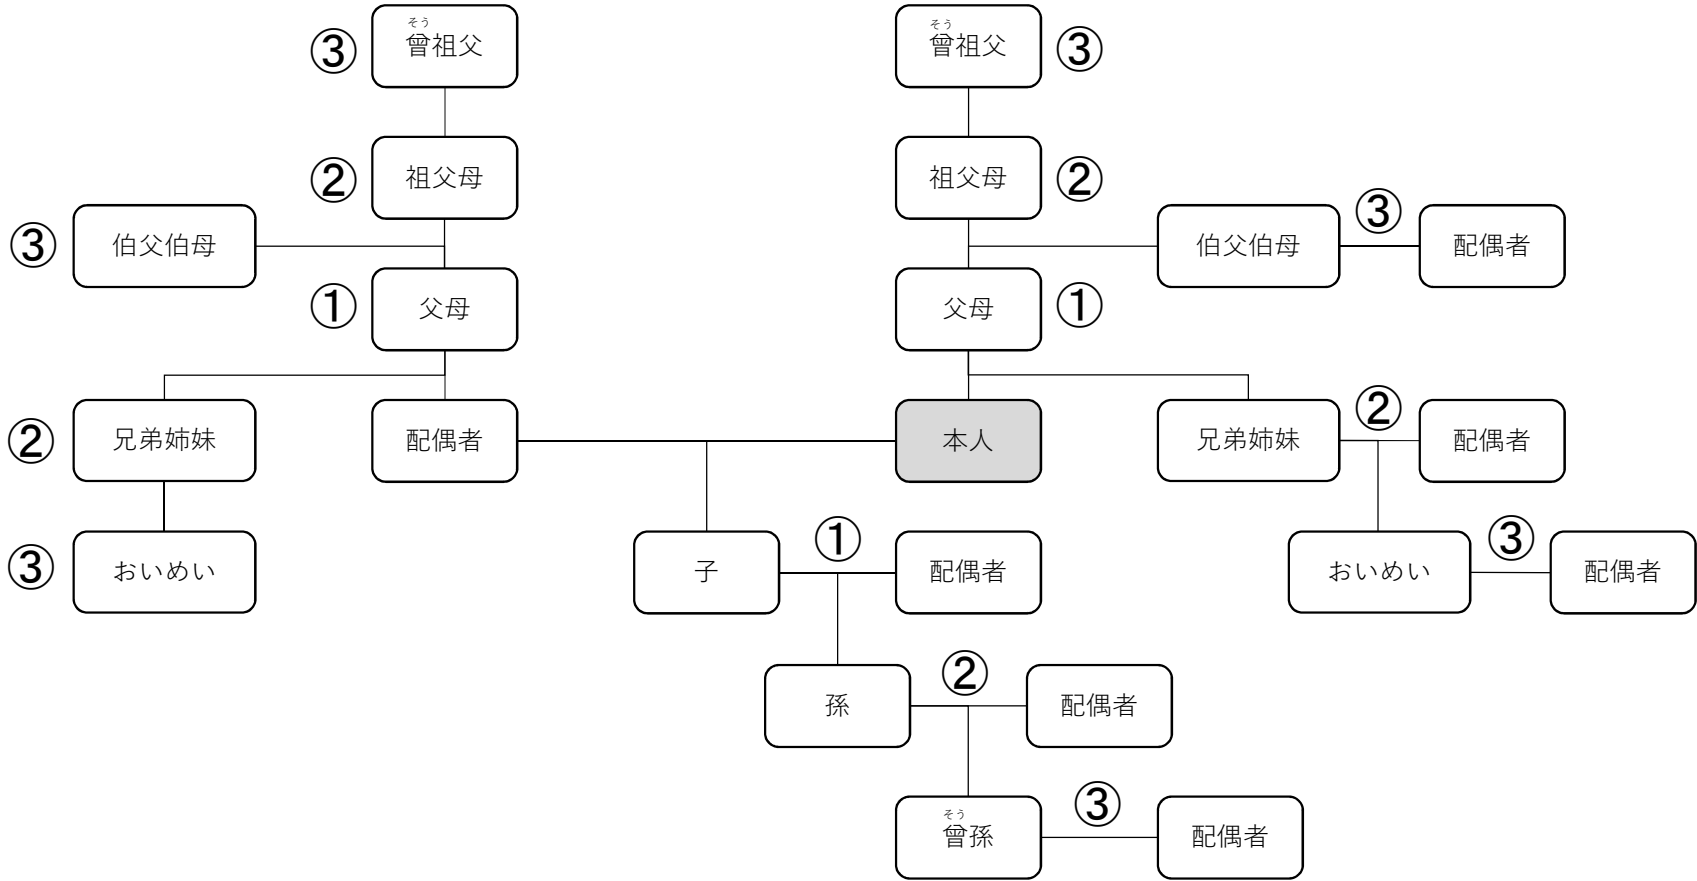 そう
③ 曾祖父
そう
曾祖父 ③
② 祖父母
祖父母 ②
③ 伯父伯母
伯父伯母 ③ 配偶者
① 父母
父母 ①
② 兄弟姉妹
配偶者
本人
兄弟姉妹 ② 配偶者
③ おいめい
子 ① 配偶者
おいめい ③ 配偶者
孫 ② 配偶者
そう
曾孫 ③ 配偶者